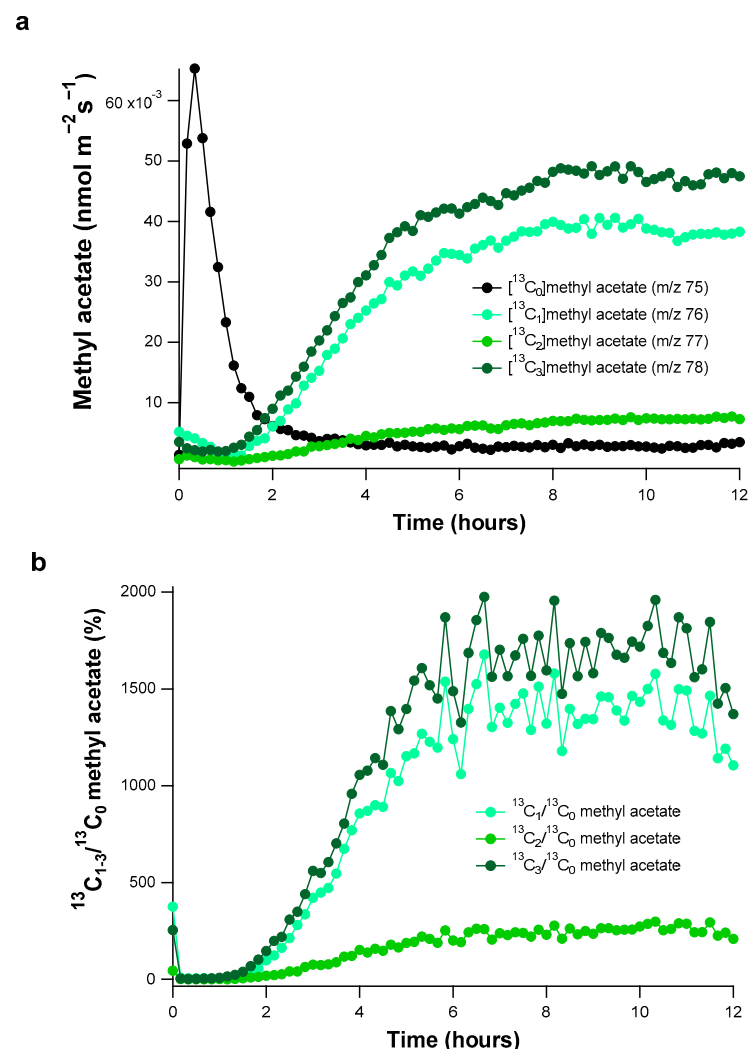 a
Methyl acetate (nmol m⁻² s⁻¹)
60 x10⁻³
50
40
30
20
10
[¹³C₀]methyl acetate (m/z 75)
[¹³C₁]methyl acetate (m/z 76)
[¹³C₂]methyl acetate (m/z 77)
[¹³C₃]methyl acetate (m/z 78)
0 2 4 6 8 10 12
Time (hours)
b
¹³C₁₋₃/¹³C₀ methyl acetate (%)
2000
1500
1000
500
0
¹³C₁/¹³C₀ methyl acetate
¹³C₂/¹³C₀ methyl acetate
¹³C₃/¹³C₀ methyl acetate
0 2 4 6 8 10 12
Time (hours)